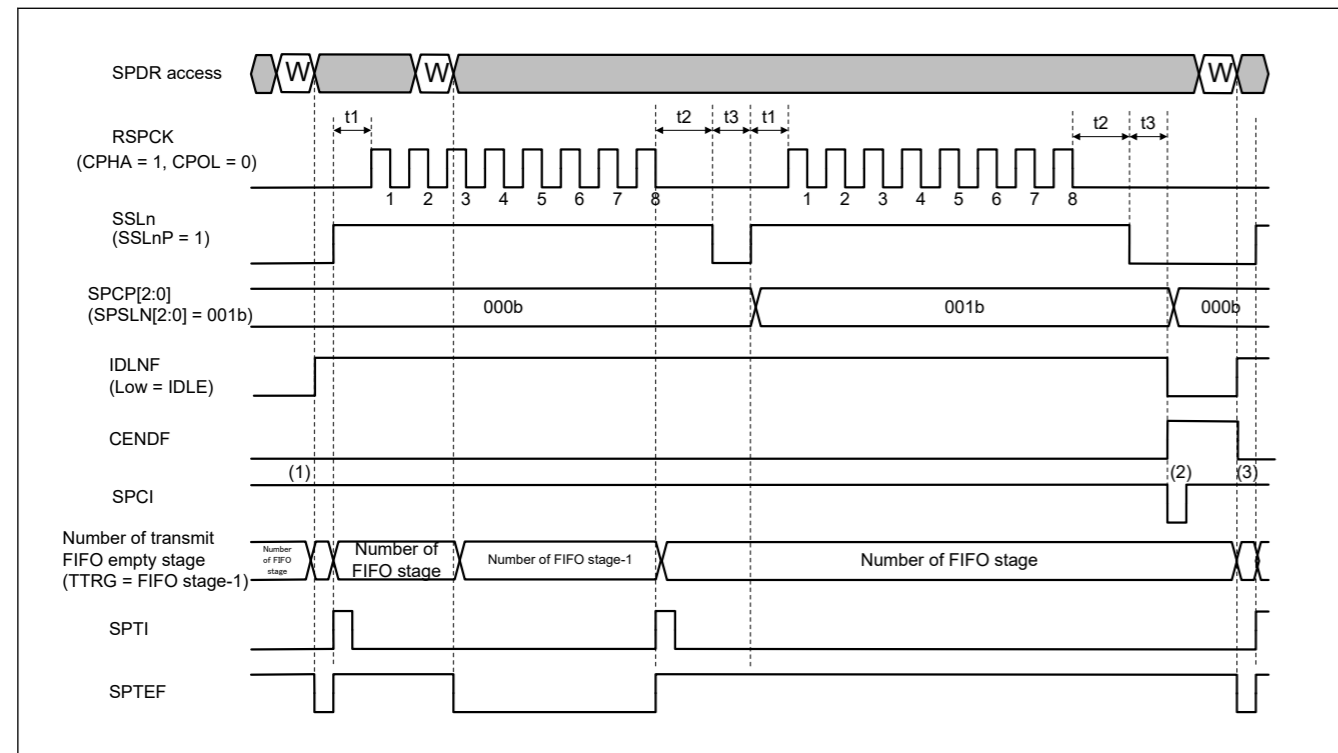 SPDR access
W
W
W
t1
t2
t3
t1
t2
t3
RSPCK
(CPHA = 1, CPOL = 0)
1 2 3 4 5 6 7 8
1 2 3 4 5 6 7 8
SSLn
(SSLnP = 1)
SPCP[2:0]
(SPSLN[2:0] = 001b)
000b
001b
000b
IDLNF
(Low = IDLE)
CENDF
(1)
(2)
(3)
SPCI
Number of transmit
FIFO empty stage
(TTRG = FIFO stage-1)
Number
of FIFO
stage
Number of
FIFO stage
Number of FIFO stage-1
Number of FIFO stage
SPTI
SPTEF